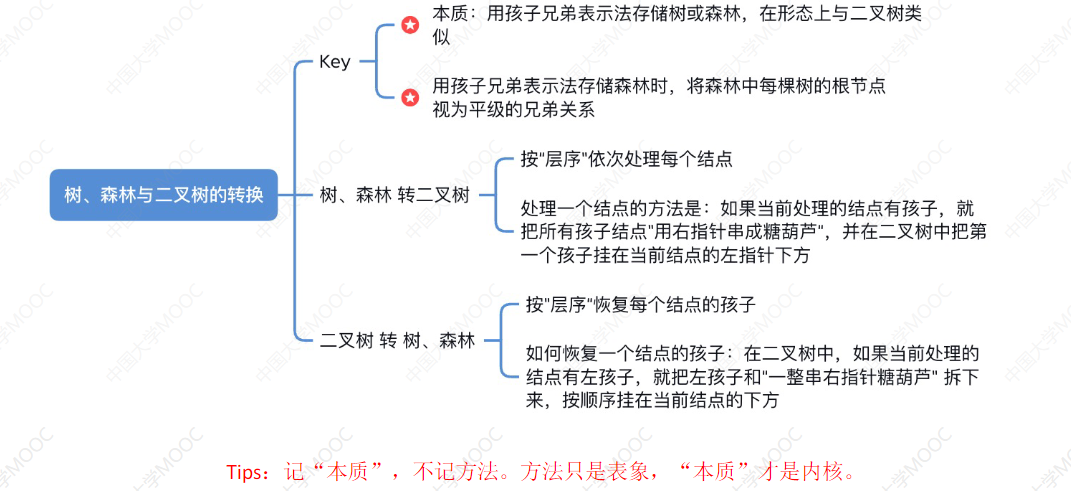 本质：用孩子兄弟表示法存储树或森林，在形态上与二叉树类
似
Key
用孩子兄弟表示法存储森林时，将森林中每棵树的根节点
视为平级的兄弟关系
树、森林与二叉树的转换
按"层序"依次处理每个结点
树、森林 转二叉树
处理一个结点的方法是：如果当前处理的结点有孩子，就
把所有孩子结点"用右指针串成糖葫芦"，并在二叉树中把第
一个孩子挂在当前结点的左指针下方
按"层序"恢复每个结点的孩子
二叉树 转 树、森林
如何恢复一个结点的孩子：在二叉树中，如果当前处理的
结点有左孩子，就把左孩子和"一整串右指针糖葫芦" 拆下
来，按顺序挂在当前结点的下方
Tips：记“本质”，不记方法。方法只是表象，“本质”才是内核。
中国大学MOOC